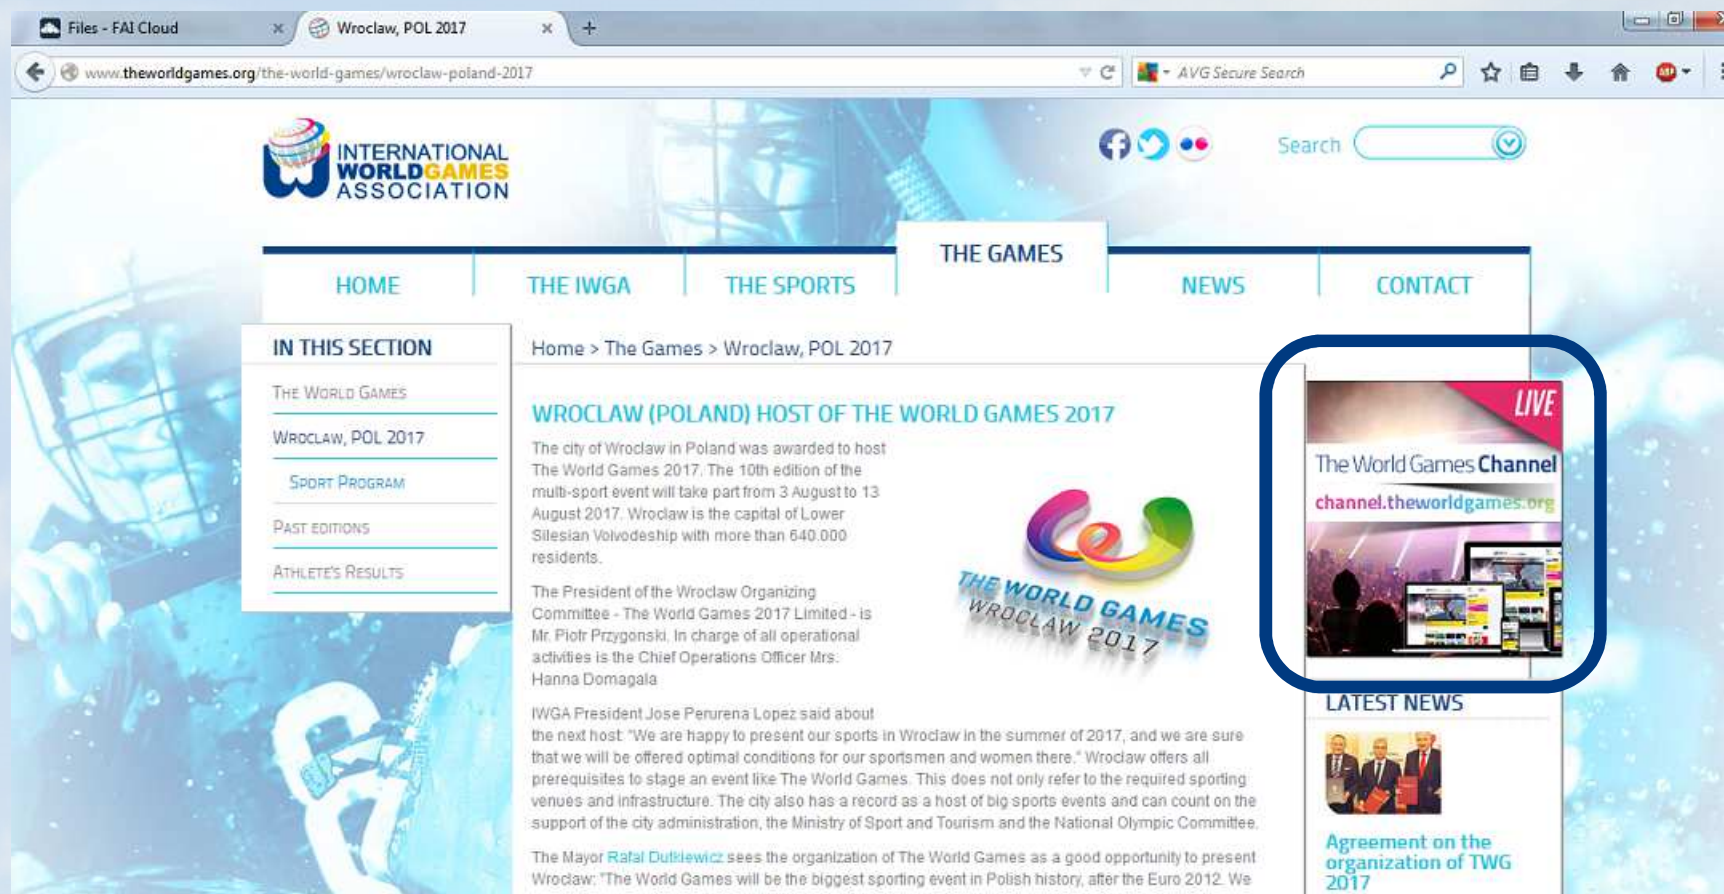 Files - FAI Cloud
Wroclaw, POL 2017
www.theworldgames.org/the-world-games/wroclaw-poland-2017
AVG Secure Search
ABP
INTERNATIONAL
WORLDGAMES
ASSOCIATION
Search
THE GAMES
HOME
THE IWGA
THE SPORTS
NEWS
CONTACT
IN THIS SECTION
THE WORLD GAMES
WROCLAW, POL 2017
SPORT PROGRAM
PAST EDITIONS
ATHLETE'S RESULTS
Home > The Games > Wroclaw, POL 2017
WROCLAW (POLAND) HOST OF THE WORLD GAMES 2017
The city of Wroclaw in Poland was awarded to host
The World Games 2017. The 10th edition of the
multi-sport event will take part from 3 August to 13
August 2017. Wroclaw is the capital of Lower
Silesian Voivodeship with more than 640.000
residents.
The President of the Wroclaw Organizing
Committee - The World Games 2017 Limited - is
Mr. Piotr Przygonski. In charge of all operational
activities is the Chief Operations Officer Mrs.
Hanna Domagala
THE WORLD GAMES
WROCLAW 2017
IWGA President Jose Perurena Lopez said about
the next host: "We are happy to present our sports in Wroclaw in the summer of 2017, and we are sure
that we will be offered optimal conditions for our sportsmen and women there." Wroclaw offers all
prerequisites to stage an event like The World Games. This does not only refer to the required sporting
venues and infrastructure. The city also has a record as a host of big sports events and can count on the
support of the city administration, the Ministry of Sport and Tourism and the National Olympic Committee.
The Mayor Rafal Dutkiewicz sees the organization of The World Games as a good opportunity to present
Wroclaw: "The World Games will be the biggest sporting event in Polish history, after the Euro 2012. We
LIVE
The World Games Channel
channel.theworldgames.org
LATEST NEWS
Agreement on the
organization of TWG
2017